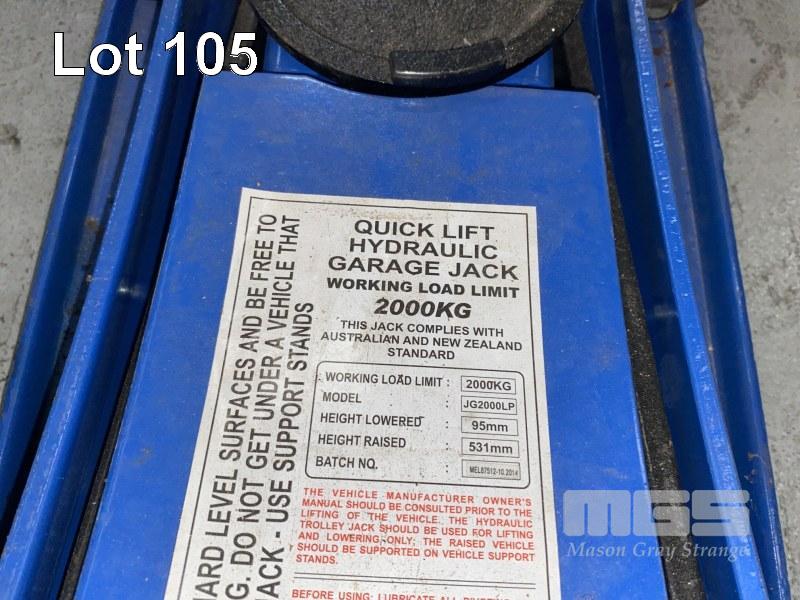 Lot 105
QUICK LIFT
HYDRAULIC
GARAGE JACK
WORKING LOAD LIMIT
2000KG
THIS JACK COMPLIES WITH
AUSTRALIAN AND NEW ZEALAND
STANDARD
WORKING LOAD LIMIT : 2000KG
MODEL : JG2000LP
HEIGHT LOWERED : 95mm
HEIGHT RAISED : 531mm
BATCH NO. : MEL87512-10.2014
THE VEHICLE MANUFACTURER OWNER'S
MANUAL SHOULD BE CONSULTED PRIOR TO THE
LIFTING OF THE VEHICLE. THE HYDRAULIC
TROLLEY JACK SHOULD BE USED FOR LIFTING
AND LOWERING ONLY; THE RAISED VEHICLE
SHOULD BE SUPPORTED ON VEHICLE SUPPORT
STANDS.
BEFORE USING: LUBRICATE ALL
ARD LEVEL SURFACES AND BE FREE TO
G. DO NOT GET UNDER A VEHICLE THAT
JACK - USE SUPPORT STANDS
MGS
Mason Gray Strange